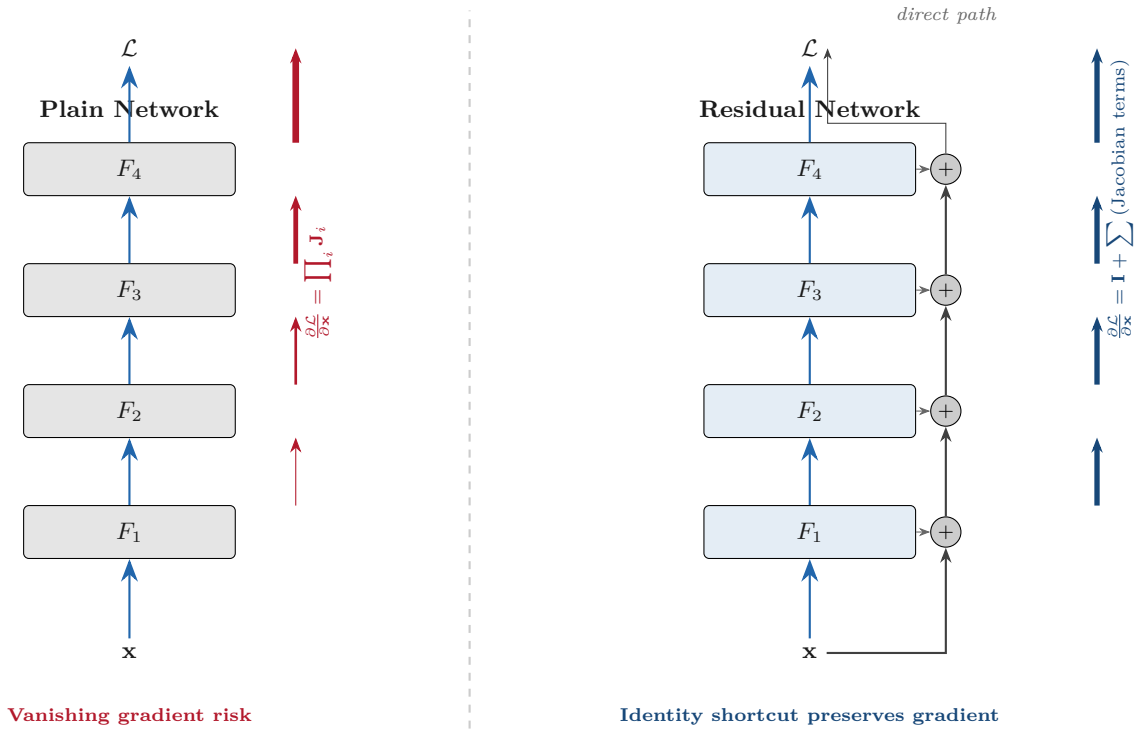 direct path
ℒ
Plain Network
F₄
F₃
F₂
F₁
x
∂ℒ/∂x = ∏ᵢ Jᵢ
Vanishing gradient risk
ℒ
Residual Network
F₄
+
F₃
+
F₂
+
F₁
+
x
∂ℒ/∂x = I + ∑ (Jacobian terms)
Identity shortcut preserves gradient